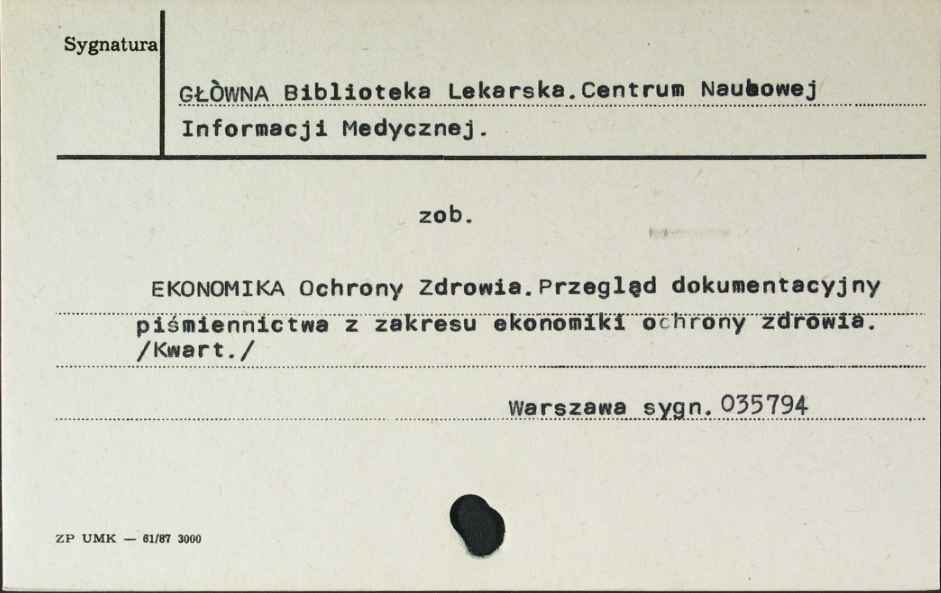 Sygnatura
GŁÒWNA Biblioteka Lekarska.Centrum Naukowej
Informacji Medycznej.
zob.
EKONOMIKA Ochrony Zdrowia.Przegląd dokumentacyjny
piśmiennictwa z zakresu ekonomiki ochrony zdrowia.
/Kwart./
Warszawa sygn. 035794
ZP UMK — 61/87 3000